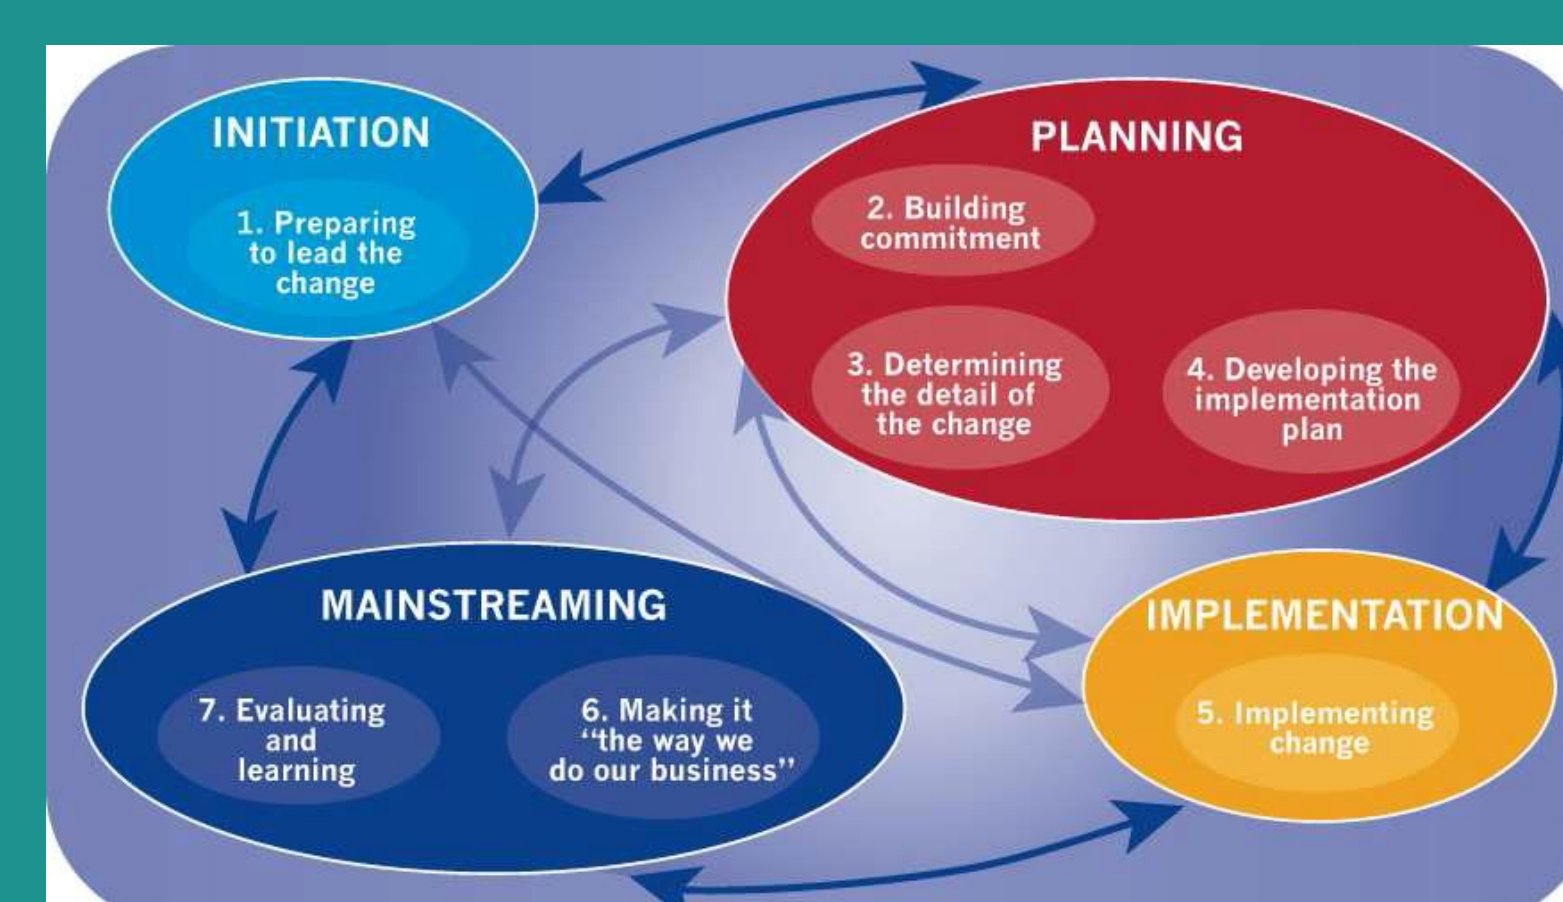 INITIATION
1. Preparing
to lead the
change
PLANNING
2. Building
commitment
3. Determining
the detail of
the change
4. Developing the
implementation
plan
MAINSTREAMING
7. Evaluating
and
learning
6. Making it
“the way we
do our business”
IMPLEMENTATION
5. Implementing
change